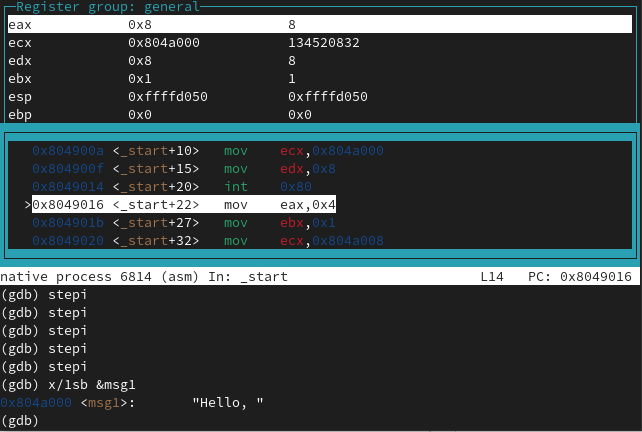 Register group: general
eax 0x8 8
ecx 0x804a000 134520832
edx 0x8 8
ebx 0x1 1
esp 0xffffd050 0xffffd050
ebp 0x0 0x0
0x804900a <_start+10> mov ecx,0x804a000
0x804900f <_start+15> mov edx,0x8
0x8049014 <_start+20> int 0x80
>0x8049016 <_start+22> mov eax,0x4
0x804901b <_start+27> mov ebx,0x1
0x8049020 <_start+32> mov ecx,0x804a008
native process 6814 (asm) In: _start L14 PC: 0x8049016
(gdb) stepi
(gdb) stepi
(gdb) stepi
(gdb) stepi
(gdb) stepi
(gdb) x/1sb &msg1
0x804a000 <msg1>: "Hello, "
(gdb)